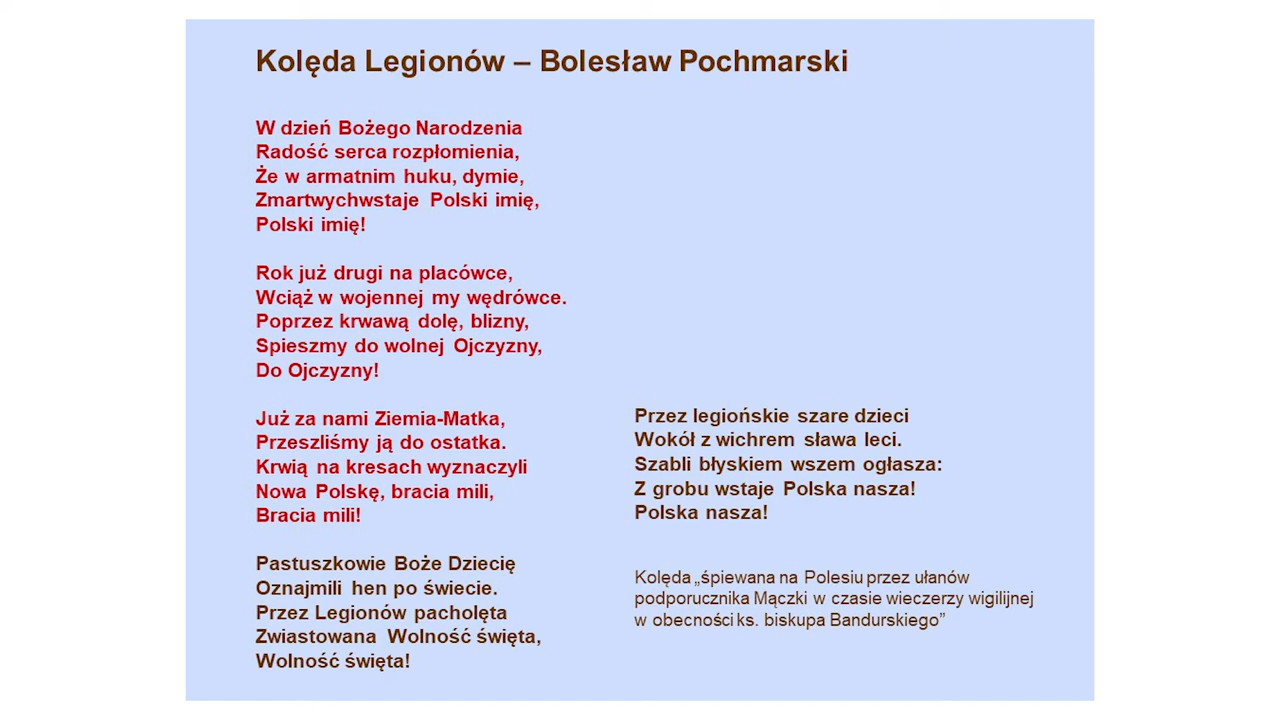 Kolęda Legionów – Bolesław Pochmarski
W dzień Bożego Narodzenia
Radość serca rozpłomienia,
Że w armatnim huku, dymie,
Zmartwychwstaje Polski imię,
Polski imię!
Rok już drugi na placówce,
Wciąż w wojennej my wędrówce.
Poprzez krwawą dolę, blizny,
Spieszmy do wolnej Ojczyzny,
Do Ojczyzny!
Już za nami Ziemia-Matka,
Przeszliśmy ją do ostatka.
Krwią na kresach wyznaczyli
Nowa Polskę, bracia mili,
Bracia mili!
Pastuszkowie Boże Dziecię
Oznajmili hen po świecie.
Przez Legionów pacholęta
Zwiastowana Wolność święta,
Wolność święta!
Przez legiońskie szare dzieci
Wokół z wichrem sława leci.
Szabli błyskiem wszem ogłasza:
Z grobu wstaje Polska nasza!
Polska nasza!
Kolęda „śpiewana na Polesiu przez ułanów
podporucznika Mączki w czasie wieczerzy wigilijnej
w obecności ks. biskupa Bandurskiego”